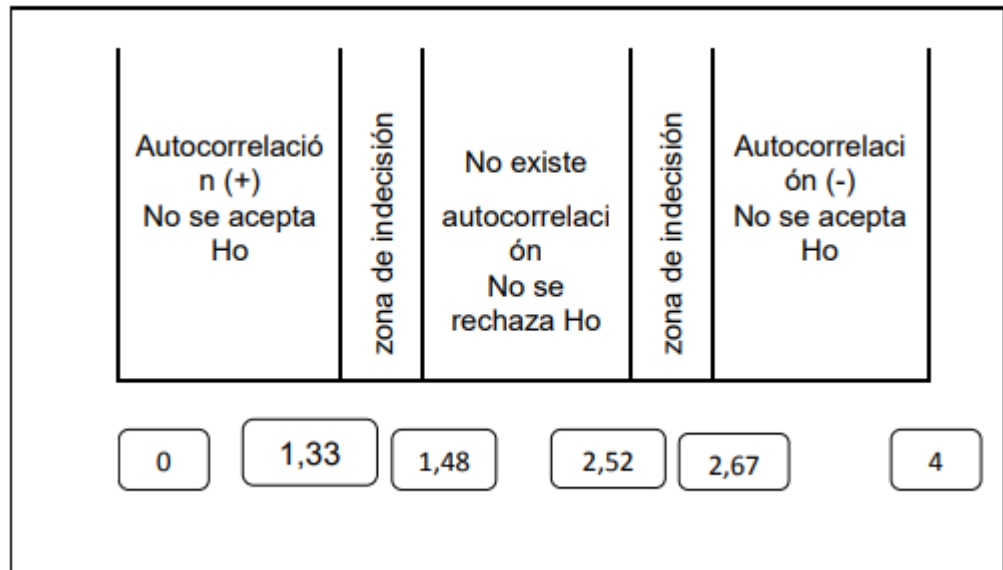 Autocorrelació
n (+)
No se acepta
Ho
zona de indecisión
No existe
autocorrelaci
ón
No se
rechaza Ho
zona de indecisión
Autocorrelaci
ón (-)
No se acepta
Ho
0
1,33
1,48
2,52
2,67
4